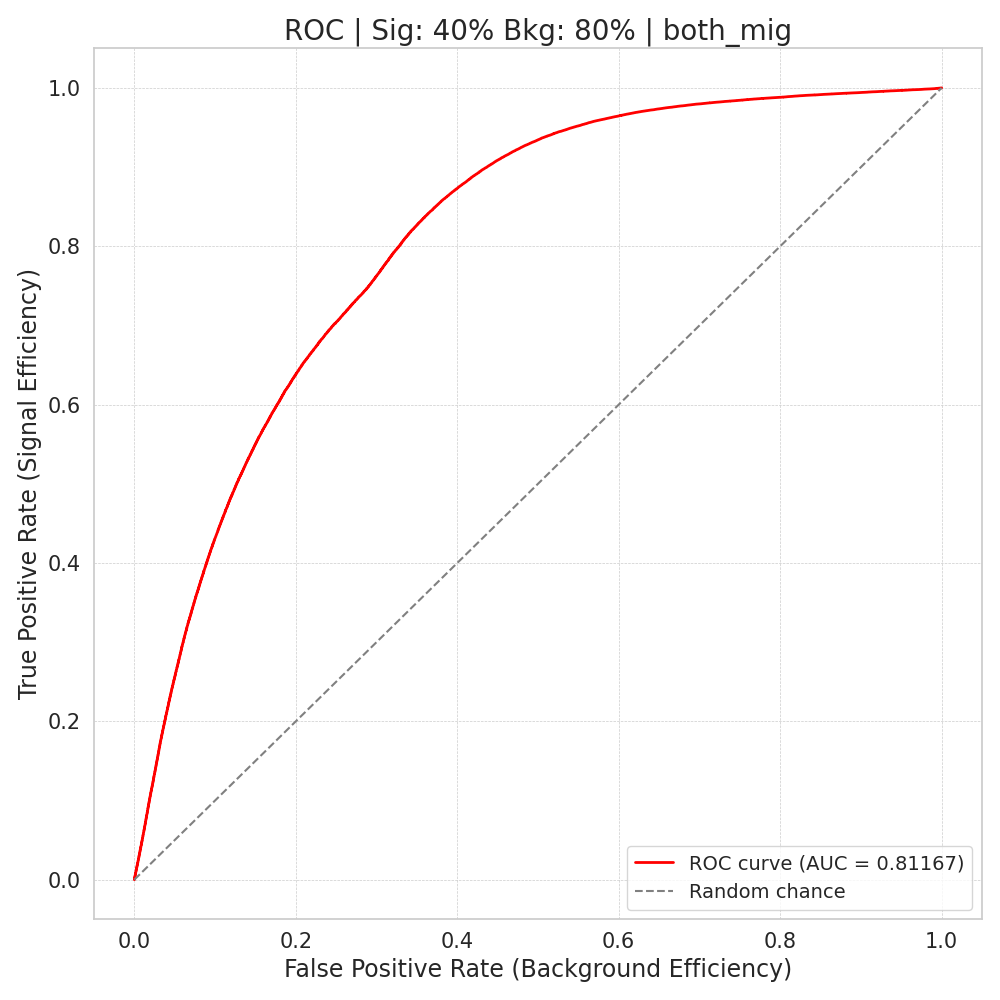 ROC | Sig: 40% Bkg: 80% | both_mig
True Positive Rate (Signal Efficiency)
1.0
0.8
0.6
0.4
0.2
0.0
ROC curve (AUC = 0.81167)
Random chance
0.0 0.2 0.4 0.6 0.8 1.0
False Positive Rate (Background Efficiency)